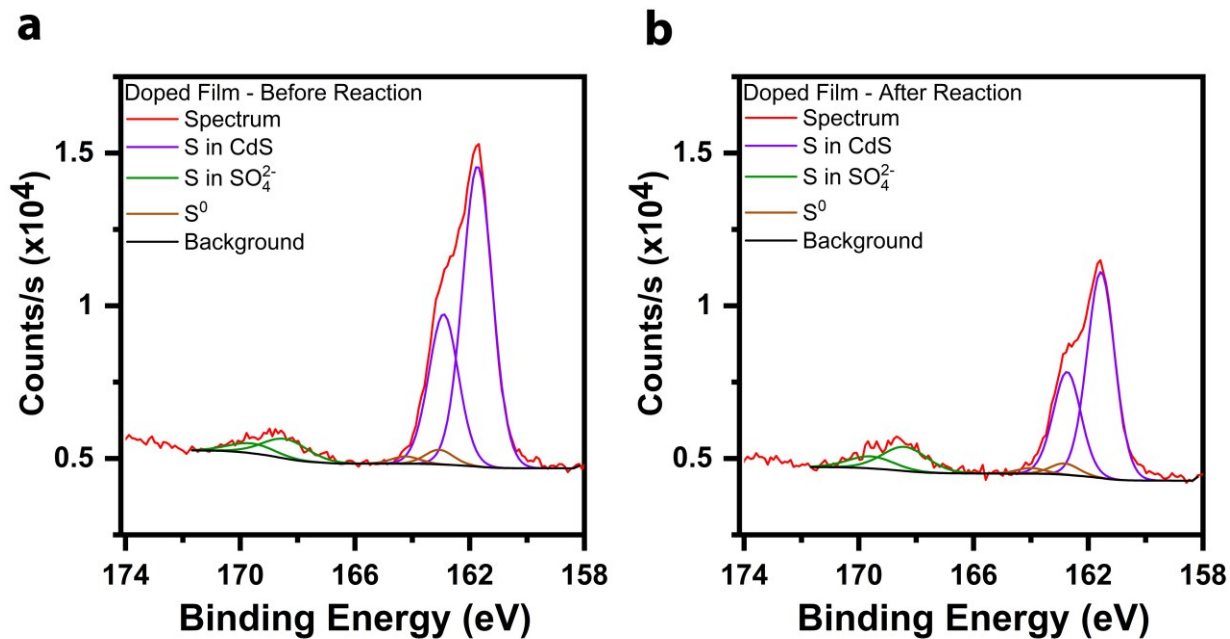 a
Doped Film - Before Reaction
Spectrum
S in CdS
S in SO₄²⁻
S⁰
Background
1.5
1
0.5
Counts/s (x10⁴)
174 170 166 162 158
Binding Energy (eV)
b
Doped Film - After Reaction
Spectrum
S in CdS
S in SO₄²⁻
S⁰
Background
1.5
1
0.5
Counts/s (x10⁴)
174 170 166 162 158
Binding Energy (eV)